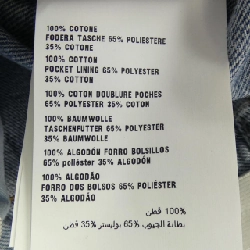 100% COTONE
FODERA TASCHE 65% POLIESTERE
35% COTONE
100% COTTON
POCKET LINING 65% POLYESTER
35% COTTON
100% COTON DOUBLURE POCHES
65% POLYESTER 35% COTON
100% BAUMWOLLE
TASCHENFUTTER 65% POLYESTER
35% BAUMWOLLE
100% ALGODÓN FORRO BOLSILLOS
65% poliéster 35% ALGODÓN
100% ALGODÃO
FORRO DOS BOLSOS 65% POLIÉSTER
35% ALGODÃO
100% قطن
بطانة الجيوب 65% بوليستر 35% قطن